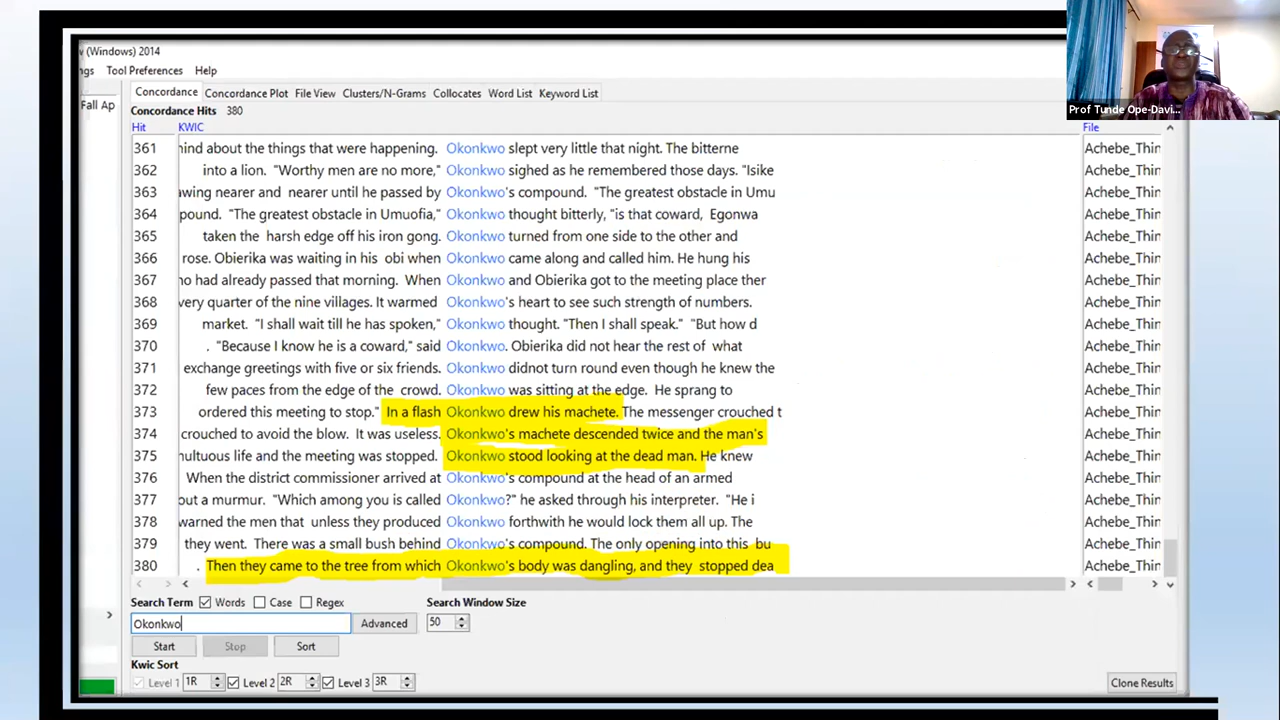 w (Windows) 2014
ngs Tool Preferences Help
Fall Ap
Concordance Concordance Plot File View Clusters/N-Grams Collocates Word List Keyword List
Concordance Hits 380
Hit KWIC File
361 nind about the things that were happening. Okonkwo slept very little that night. The bitterne Achebe_Thin
362 into a lion. "Worthy men are no more," Okonkwo sighed as he remembered those days. "Isike Achebe_Thin
363 awing nearer and nearer until he passed by Okonkwo's compound. "The greatest obstacle in Umu Achebe_Thin
364 pound. "The greatest obstacle in Umuofia," Okonkwo thought bitterly, "is that coward, Egonwa Achebe_Thin
365 taken the harsh edge off his iron gong. Okonkwo turned from one side to the other and Achebe_Thin
366 rose. Obierika was waiting in his obi when Okonkwo came along and called him. He hung his Achebe_Thin
367 ho had already passed that morning. When Okonkwo and Obierika got to the meeting place ther Achebe_Thin
368 very quarter of the nine villages. It warmed Okonkwo's heart to see such strength of numbers. Achebe_Thin
369 market. "I shall wait till he has spoken," Okonkwo thought. "Then I shall speak." "But how d Achebe_Thin
370 . "Because I know he is a coward," said Okonkwo. Obierika did not hear the rest of what Achebe_Thin
371 exchange greetings with five or six friends. Okonkwo didnot turn round even though he knew the Achebe_Thin
372 few paces from the edge of the crowd. Okonkwo was sitting at the edge. He sprang to Achebe_Thin
373 ordered this meeting to stop." In a flash Okonkwo drew his machete. The messenger crouched t Achebe_Thin
374 crouched to avoid the blow. It was useless. Okonkwo's machete descended twice and the man's Achebe_Thin
375 nultuous life and the meeting was stopped. Okonkwo stood looking at the dead man. He knew Achebe_Thin
376 When the district commissioner arrived at Okonkwo's compound at the head of an armed Achebe_Thin
377 out a murmur. "Which among you is called Okonkwo?" he asked through his interpreter. "He i Achebe_Thin
378 warned the men that unless they produced Okonkwo forthwith he would lock them all up. The Achebe_Thin
379 they went. There was a small bush behind Okonkwo's compound. The only opening into this bu Achebe_Thin
380 . Then they came to the tree from which Okonkwo's body was dangling, and they stopped dea Achebe_Thin
Search Term Words Case Regex Search Window Size
Okonkwo Advanced 50
Start Stop Sort
Kwic Sort
Level 1 1R Level 2 2R Level 3 3R Clone Results
Prof Tunde Ope-Davi...